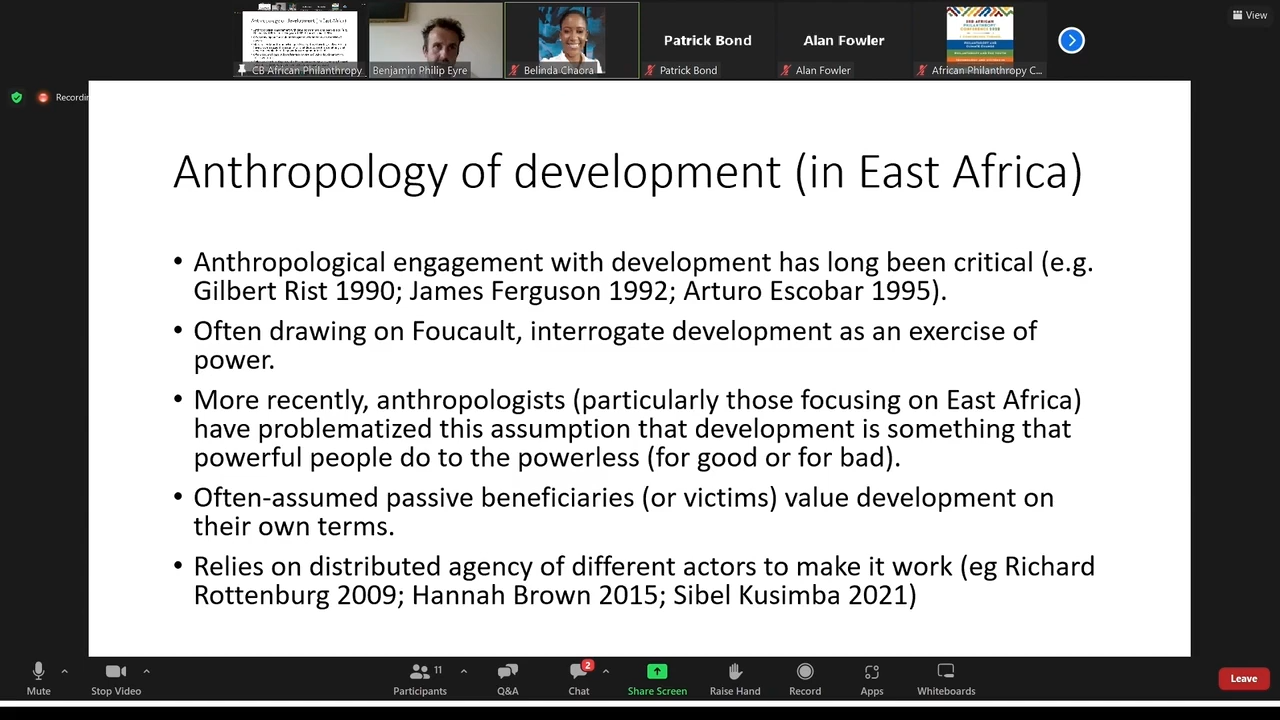 View
Patrick Bond
Alan Fowler
CB African Philanthropy
Benjamin Philip Eyre
Belinda Chaora
Patrick Bond
Alan Fowler
African Philanthropy C...
Recordin
Anthropology of development (in East Africa)
• Anthropological engagement with development has long been critical (e.g.
Gilbert Rist 1990; James Ferguson 1992; Arturo Escobar 1995).
• Often drawing on Foucault, interrogate development as an exercise of
power.
• More recently, anthropologists (particularly those focusing on East Africa)
have problematized this assumption that development is something that
powerful people do to the powerless (for good or for bad).
• Often-assumed passive beneficiaries (or victims) value development on
their own terms.
• Relies on distributed agency of different actors to make it work (eg Richard
Rottenburg 2009; Hannah Brown 2015; Sibel Kusimba 2021)
11
2
Mute
Stop Video
Participants
Q&A
Chat
Share Screen
Raise Hand
Record
Apps
Whiteboards
Leave